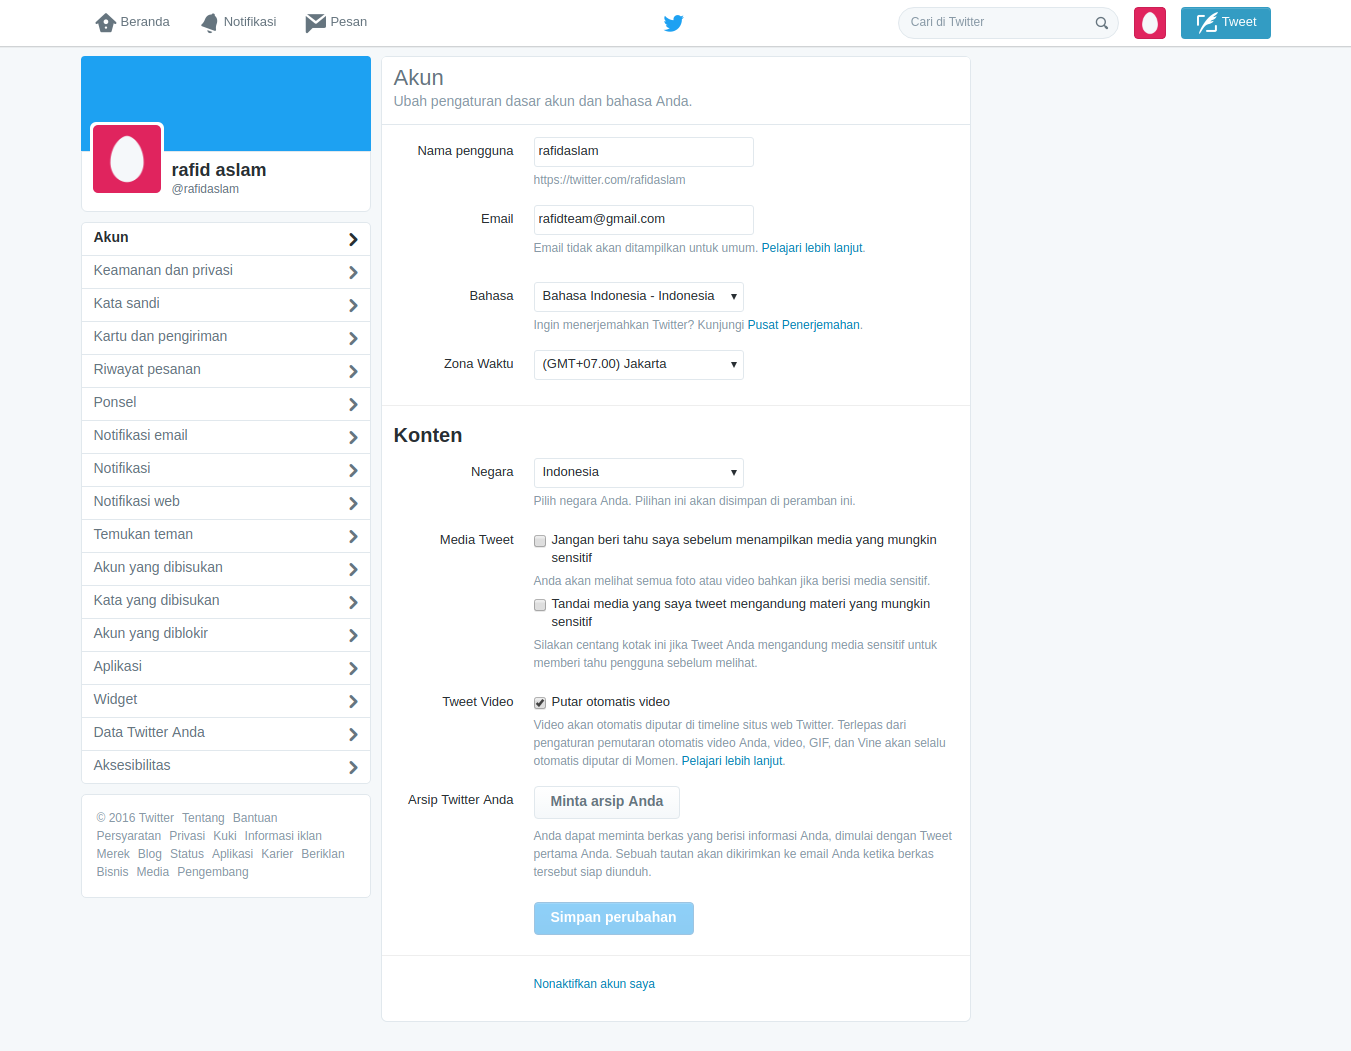 Beranda Notifikasi Pesan Cari di Twitter Tweet
rafid aslam
@rafidaslam
Akun
Keamanan dan privasi
Kata sandi
Kartu dan pengiriman
Riwayat pesanan
Ponsel
Notifikasi email
Notifikasi
Notifikasi web
Temukan teman
Akun yang dibisukan
Kata yang dibisukan
Akun yang diblokir
Aplikasi
Widget
Data Twitter Anda
Aksesibilitas
© 2016 Twitter Tentang Bantuan
Persyaratan Privasi Kuki Informasi iklan
Merek Blog Status Aplikasi Karier Beriklan
Bisnis Media Pengembang
Akun
Ubah pengaturan dasar akun dan bahasa Anda.
Nama pengguna rafidaslam
https://twitter.com/rafidaslam
Email rafidteam@gmail.com
Email tidak akan ditampilkan untuk umum. Pelajari lebih lanjut.
Bahasa Bahasa Indonesia - Indonesia
Ingin menerjemahkan Twitter? Kunjungi Pusat Penerjemahan.
Zona Waktu (GMT+07.00) Jakarta
Konten
Negara Indonesia
Pilih negara Anda. Pilihan ini akan disimpan di peramban ini.
Media Tweet Jangan beri tahu saya sebelum menampilkan media yang mungkin
sensitif
Anda akan melihat semua foto atau video bahkan jika berisi media sensitif.
Tandai media yang saya tweet mengandung materi yang mungkin
sensitif
Silakan centang kotak ini jika Tweet Anda mengandung media sensitif untuk
memberi tahu pengguna sebelum melihat.
Tweet Video Putar otomatis video
Video akan otomatis diputar di timeline situs web Twitter. Terlepas dari
pengaturan pemutaran otomatis video Anda, video, GIF, dan Vine akan selalu
otomatis diputar di Momen. Pelajari lebih lanjut.
Arsip Twitter Anda Minta arsip Anda
Anda dapat meminta berkas yang berisi informasi Anda, dimulai dengan Tweet
pertama Anda. Sebuah tautan akan dikirimkan ke email Anda ketika berkas
tersebut siap diunduh.
Simpan perubahan
Nonaktifkan akun saya